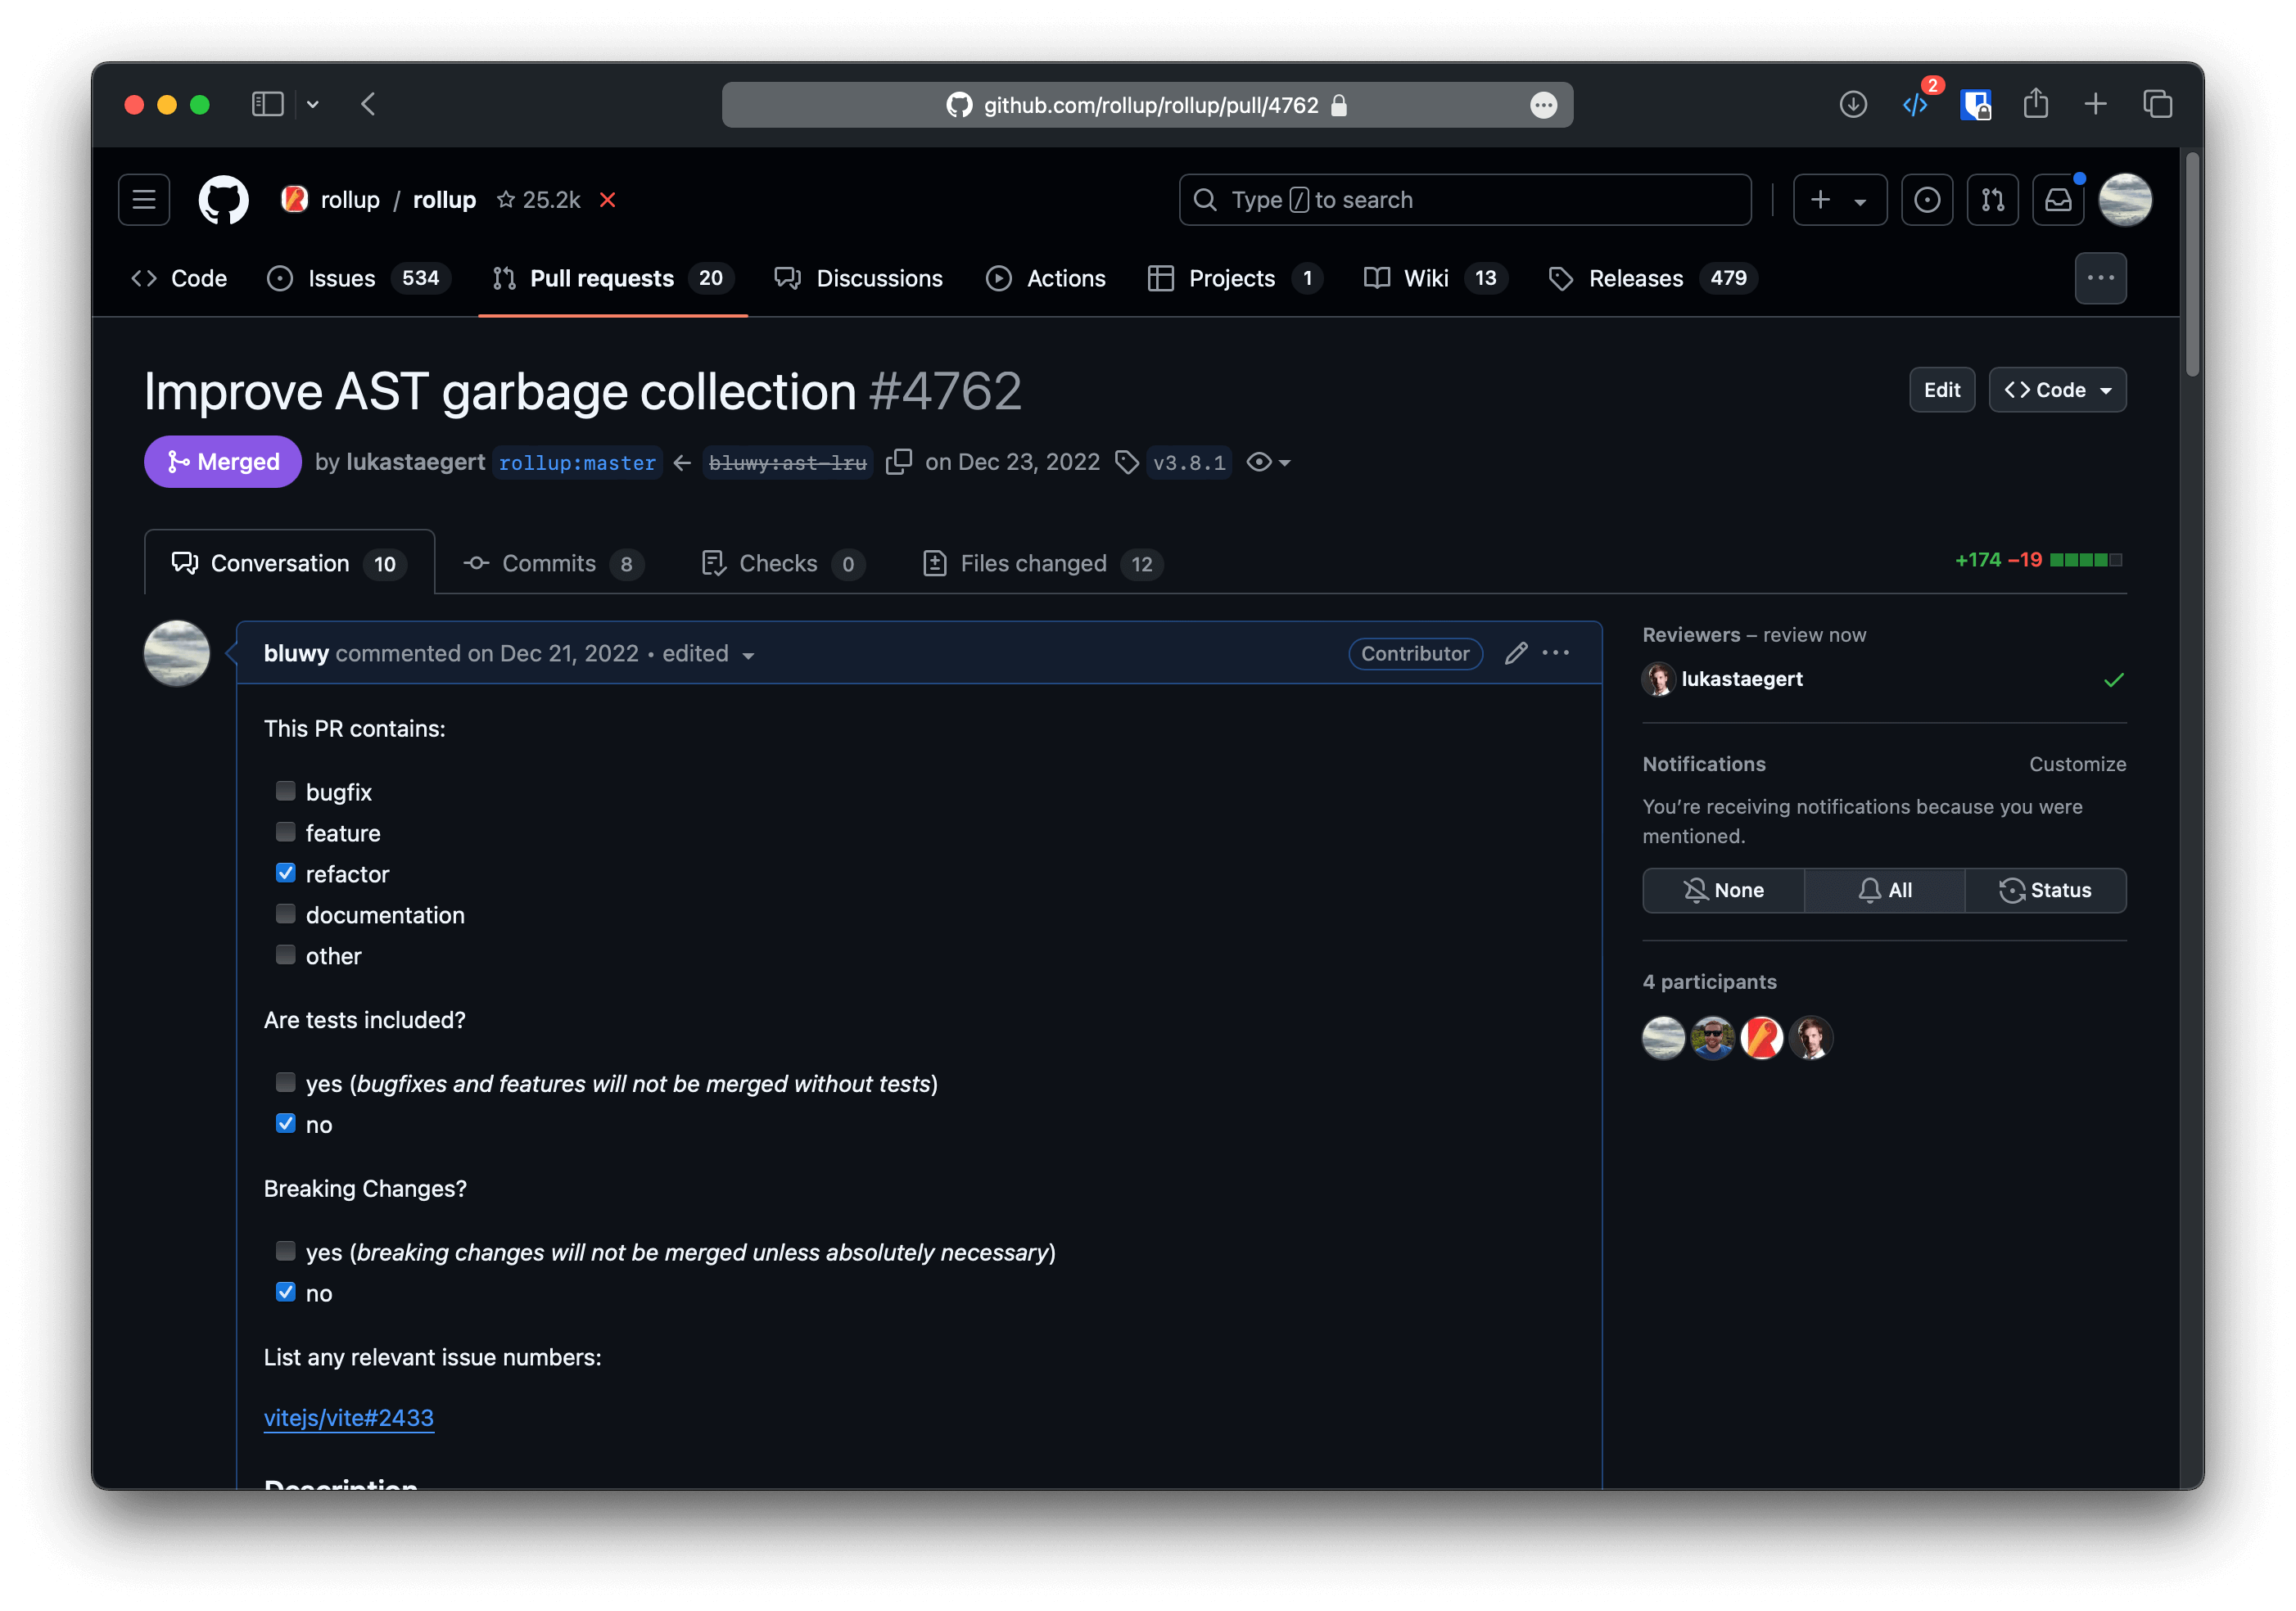 github.com/rollup/rollup/pull/4762
2
rollup / rollup 25.2k
Type / to search
Code Issues 534 Pull requests 20 Discussions Actions Projects 1 Wiki 13 Releases 479
Improve AST garbage collection #4762
Edit Code
Merged by lukastaegert rollup:master ← bluwy:ast-lru on Dec 23, 2022 v3.8.1
Conversation 10 Commits 8 Checks 0 Files changed 12
+174 −19
bluwy commented on Dec 21, 2022 • edited
Contributor
This PR contains:
bugfix
feature
refactor
documentation
other
Are tests included?
yes (bugfixes and features will not be merged without tests)
no
Breaking Changes?
yes (breaking changes will not be merged unless absolutely necessary)
no
List any relevant issue numbers:
vitejs/vite#2433
Description
Reviewers – review now
lukastaegert
Notifications Customize
You’re receiving notifications because you were
mentioned.
None All Status
4 participants